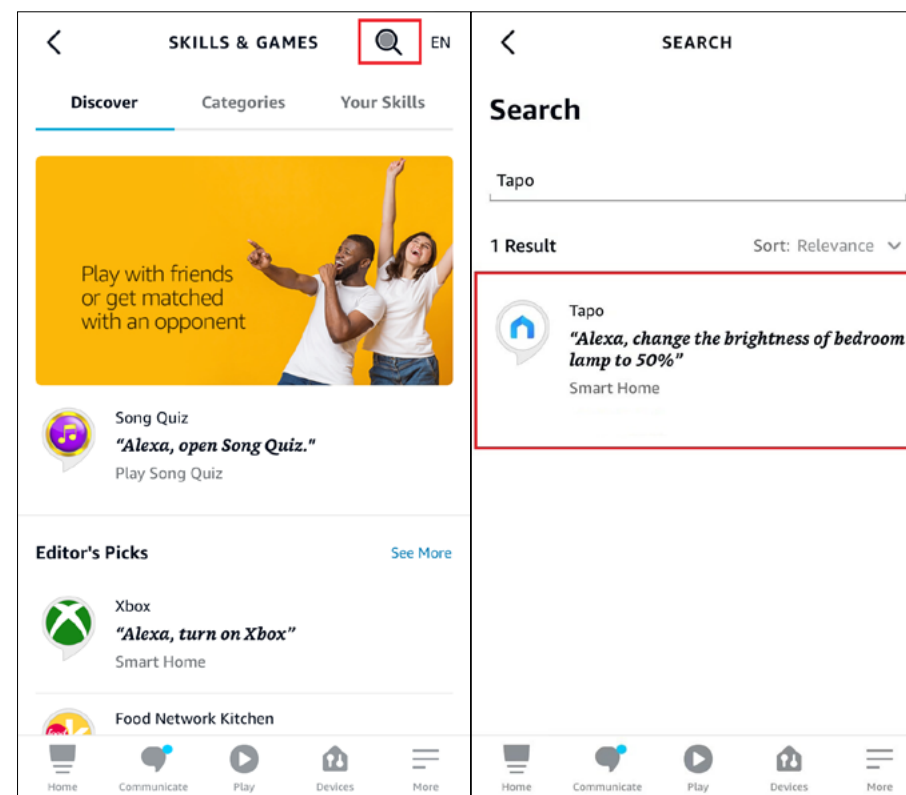 SKILLS & GAMES
EN
Discover
Categories
Your Skills
Play with friends
or get matched
with an opponent
Song Quiz
“Alexa, open Song Quiz."
Play Song Quiz
Editor's Picks
See More
Xbox
“Alexa, turn on Xbox”
Smart Home
food
Food Network Kitchen
Home
Communicate
Play
Devices
More
SEARCH
Search
Tapo
1 Result
Sort: Relevance
Tapo
“Alexa, change the brightness of bedroom
lamp to 50%”
Smart Home
Home
Communicate
Play
Devices
More